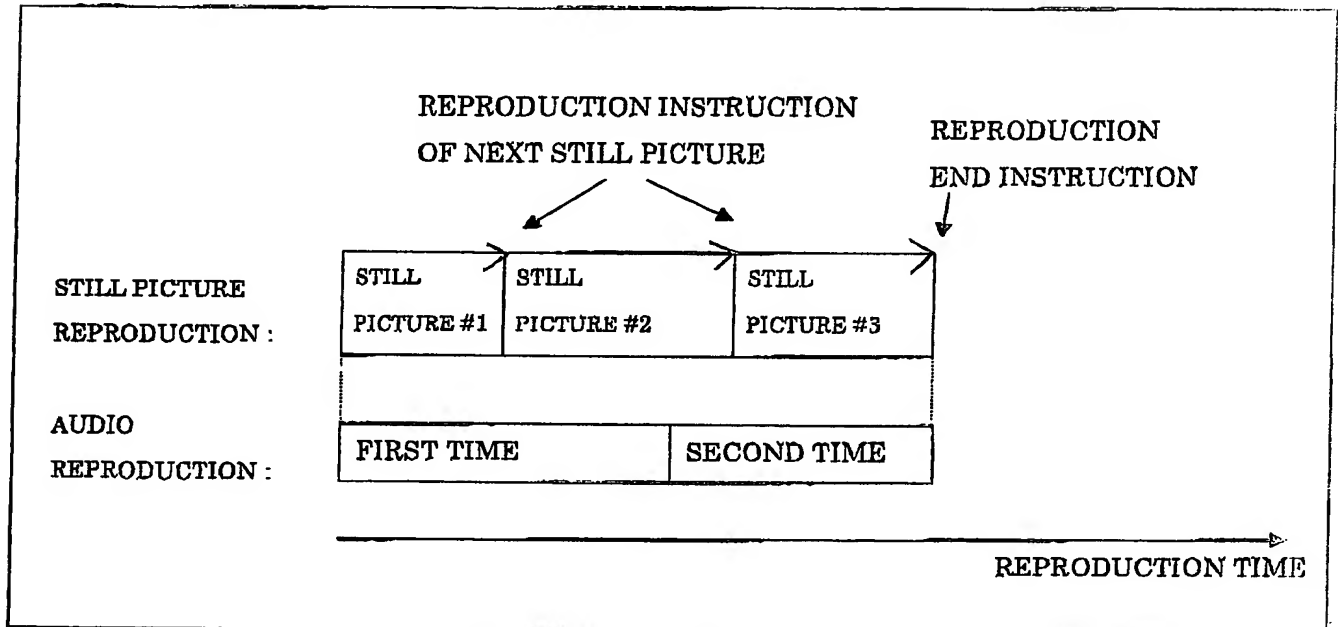 REPRODUCTION INSTRUCTION
OF NEXT STILL PICTURE
REPRODUCTION
END INSTRUCTION
STILL PICTURE
REPRODUCTION :
STILL
PICTURE #1
STILL
PICTURE #2
STILL
PICTURE #3
AUDIO
REPRODUCTION :
FIRST TIME
SECOND TIME
REPRODUCTION TIME